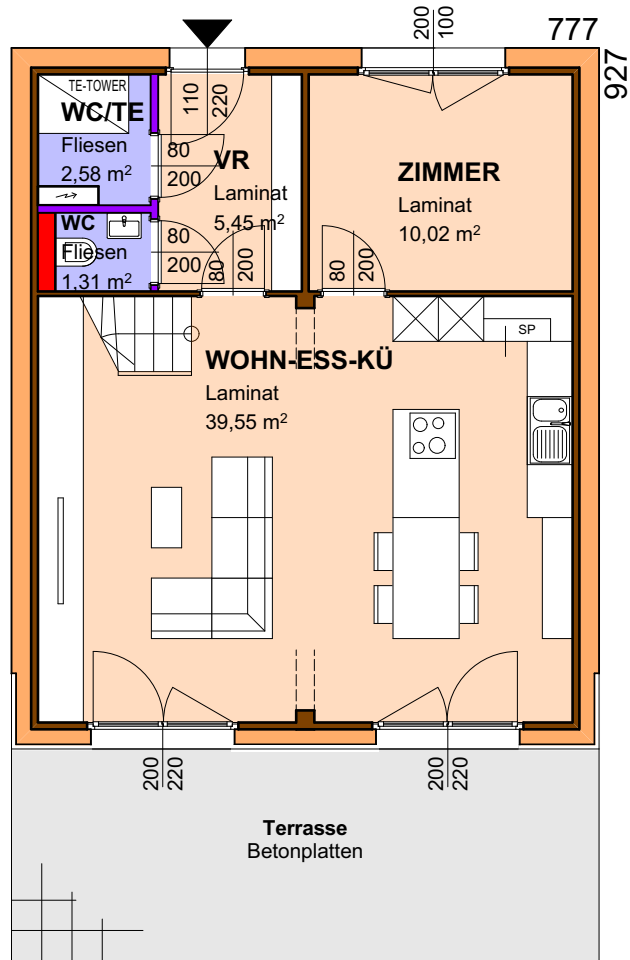 777
927
200
100
TE-TOWER
WC/TE
Fliesen
2,58 m²
110
220
80
200
VR
Laminat
5,45 m²
ZIMMER
Laminat
10,02 m²
WC
Fliesen
1,31 m²
80
200
80
200
80
200
SP
WOHN-ESS-KÜ
Laminat
39,55 m²
200
220
200
220
Terrasse
Betonplatten